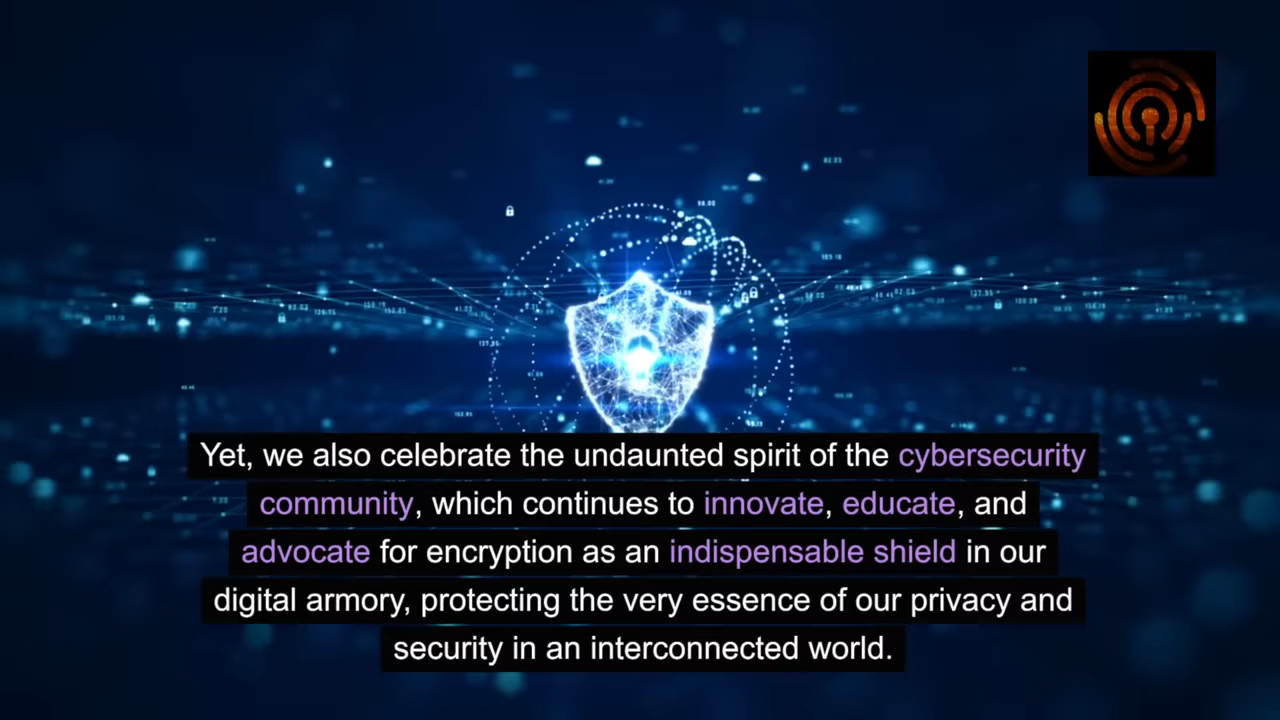 Yet, we also celebrate the undaunted spirit of the cybersecurity
community, which continues to innovate, educate, and
advocate for encryption as an indispensable shield in our
digital armory, protecting the very essence of our privacy and
security in an interconnected world.